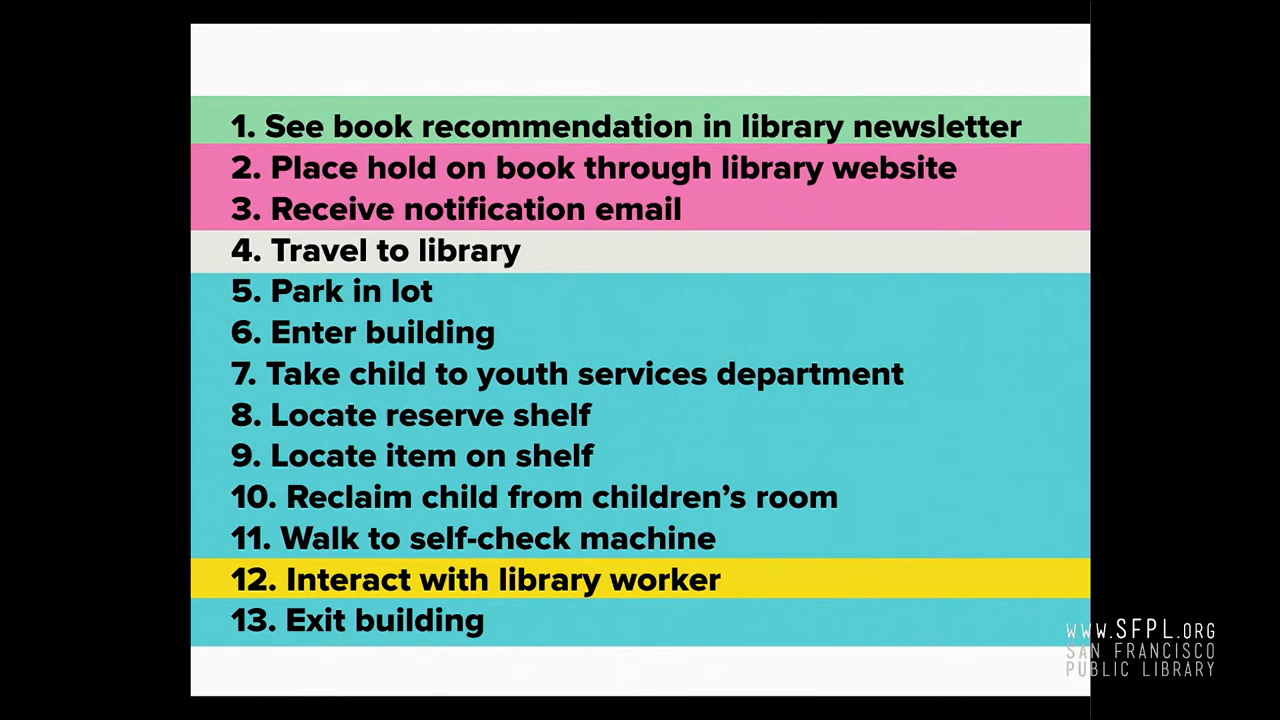 1. See book recommendation in library newsletter
2. Place hold on book through library website
3. Receive notification email
4. Travel to library
5. Park in lot
6. Enter building
7. Take child to youth services department
8. Locate reserve shelf
9. Locate item on shelf
10. Reclaim child from children’s room
11. Walk to self-check machine
12. Interact with library worker
13. Exit building
WWW.SFPL.ORG
SAN FRANCISCO
PUBLIC LIBRARY